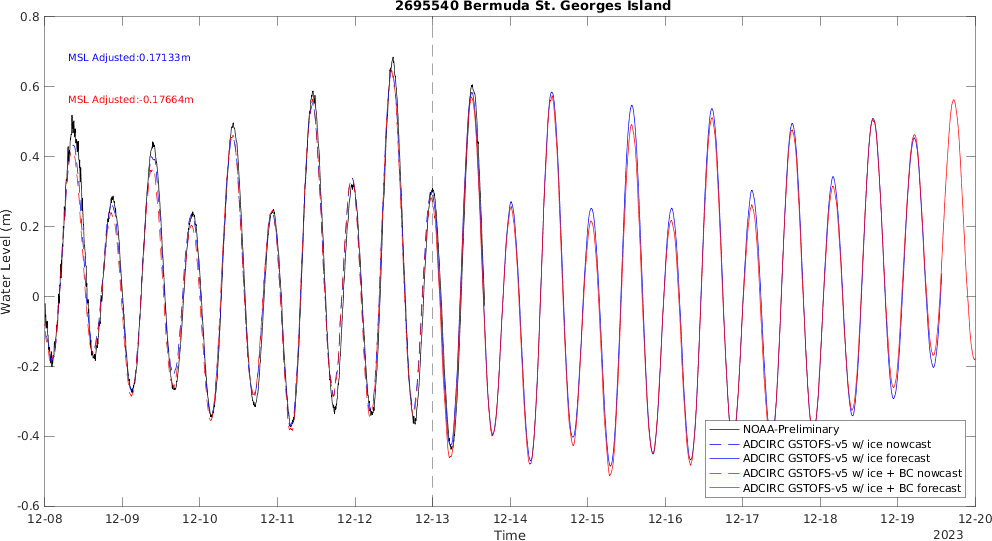 2695540 Bermuda St. Georges Island
0.8
MSL Adjusted:0.17133m
0.6
MSL Adjusted:-0.17664m
0.4
0.2
Water Level (m)
0
-0.2
-0.4
-0.6
NOAA-Preliminary
ADCIRC GSTOFS-v5 w/ ice nowcast
ADCIRC GSTOFS-v5 w/ ice forecast
ADCIRC GSTOFS-v5 w/ ice + BC nowcast
ADCIRC GSTOFS-v5 w/ ice + BC forecast
12-08 12-09 12-10 12-11 12-12 12-13 12-14 12-15 12-16 12-17 12-18 12-19 12-20
Time
2023